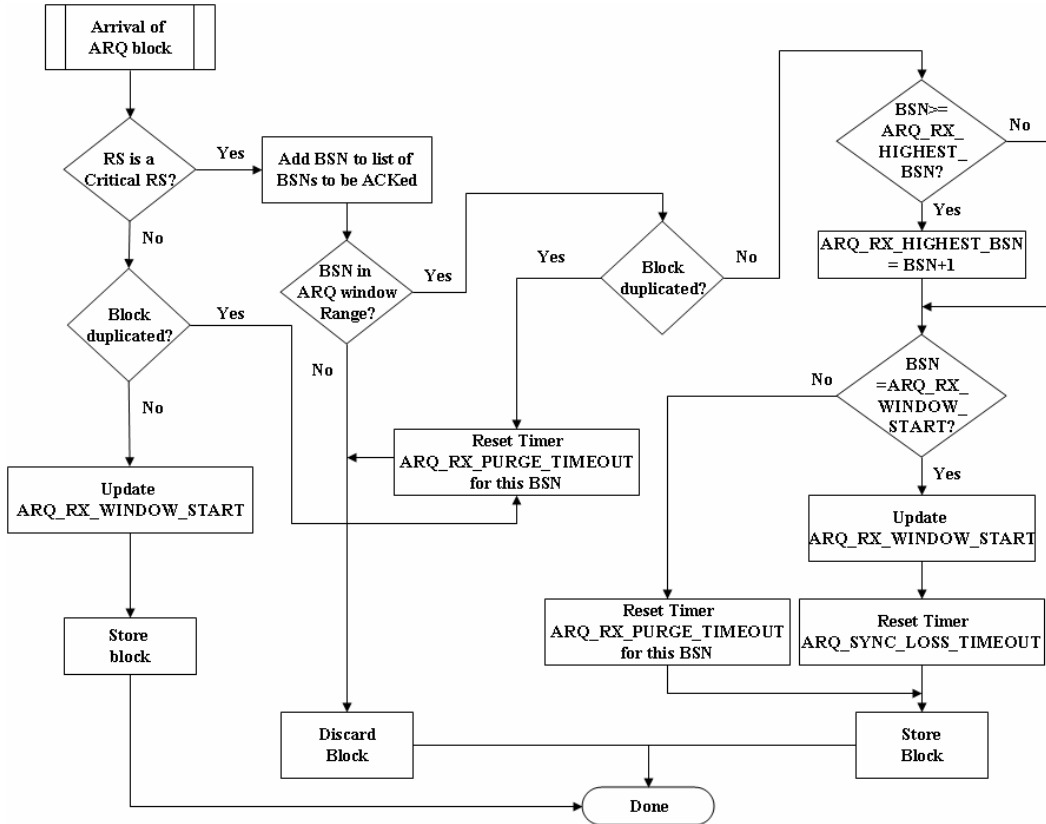 Arrival of
ARQ block
RS is a
Critical RS?
Yes
No
Add BSN to list of
BSNs to be ACKed
BSN in
ARQ window
Range?
Yes
No
Block
duplicated?
Yes
No
BSN>=
ARQ_RX_
HIGHEST_
BSN?
No
Yes
ARQ_RX_HIGHEST_BSN
= BSN+1
Block
duplicated?
Yes
No
BSN
=ARQ_RX_
WINDOW_
START?
No
Yes
Reset Timer
ARQ_RX_PURGE_TIMEOUT
for this BSN
Update
ARQ_RX_WINDOW_START
Update
ARQ_RX_WINDOW_START
Store
block
Reset Timer
ARQ_RX_PURGE_TIMEOUT
for this BSN
Reset Timer
ARQ_SYNC_LOSS_TIMEOUT
Discard
Block
Store
Block
Done